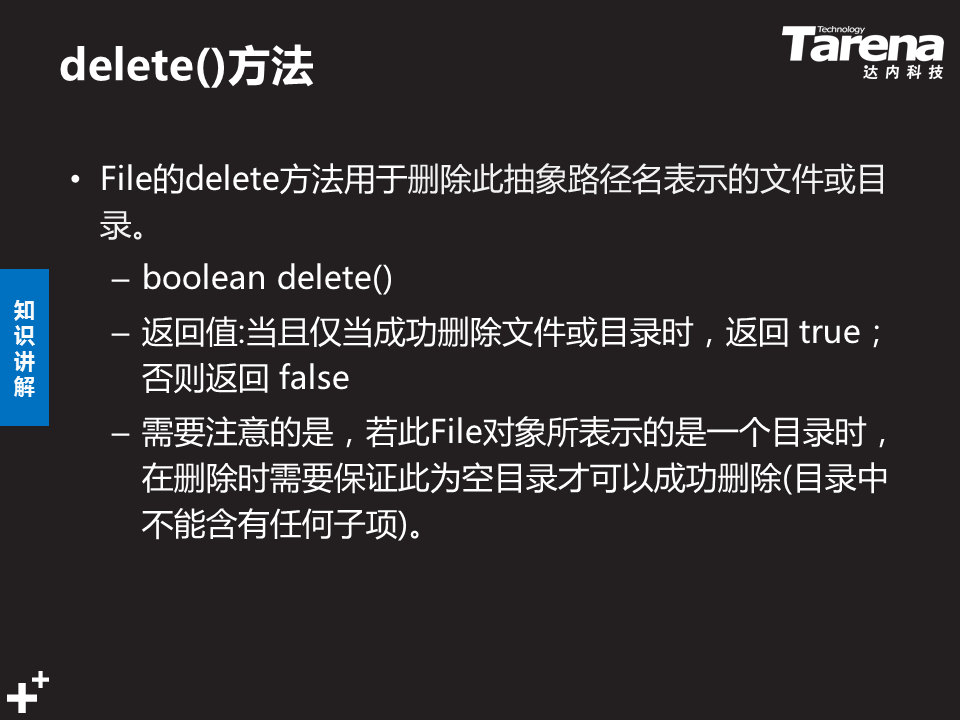 delete()方法
Technology
Tarena
达内科技
• File的delete方法用于删除此抽象路径名表示的文件或目
录。
– boolean delete()
– 返回值:当且仅当成功删除文件或目录时，返回 true；
否则返回 false
– 需要注意的是，若此File对象所表示的是一个目录时，
在删除时需要保证此为空目录才可以成功删除(目录中
不能含有任何子项)。
知
识
讲
解